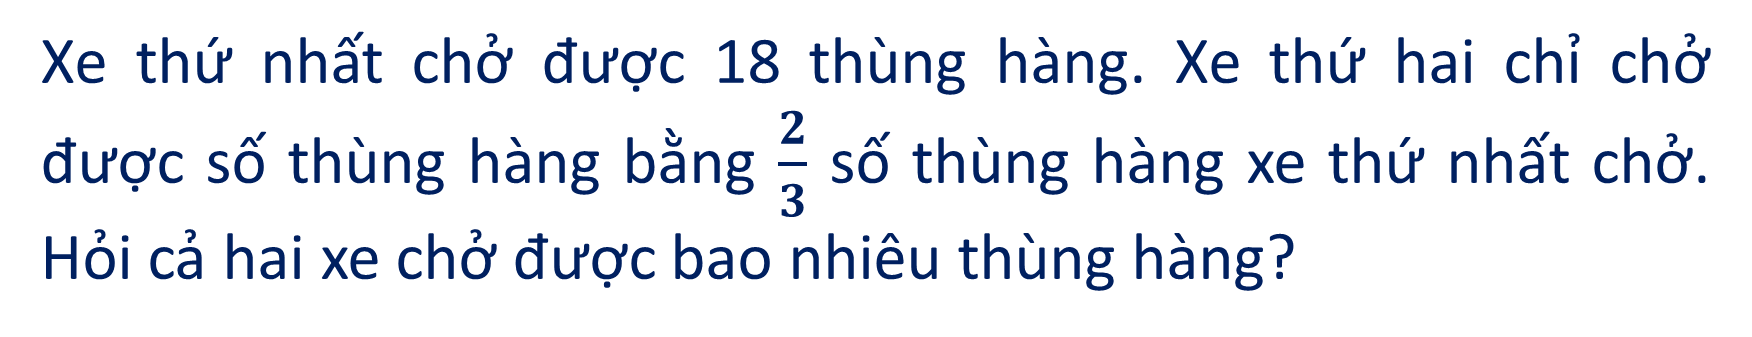 Xe thứ nhất chở được 18 thùng hàng. Xe thứ hai chỉ chở
được số thùng hàng bằng 2/3 số thùng hàng xe thứ nhất chở.
Hỏi cả hai xe chở được bao nhiêu thùng hàng?